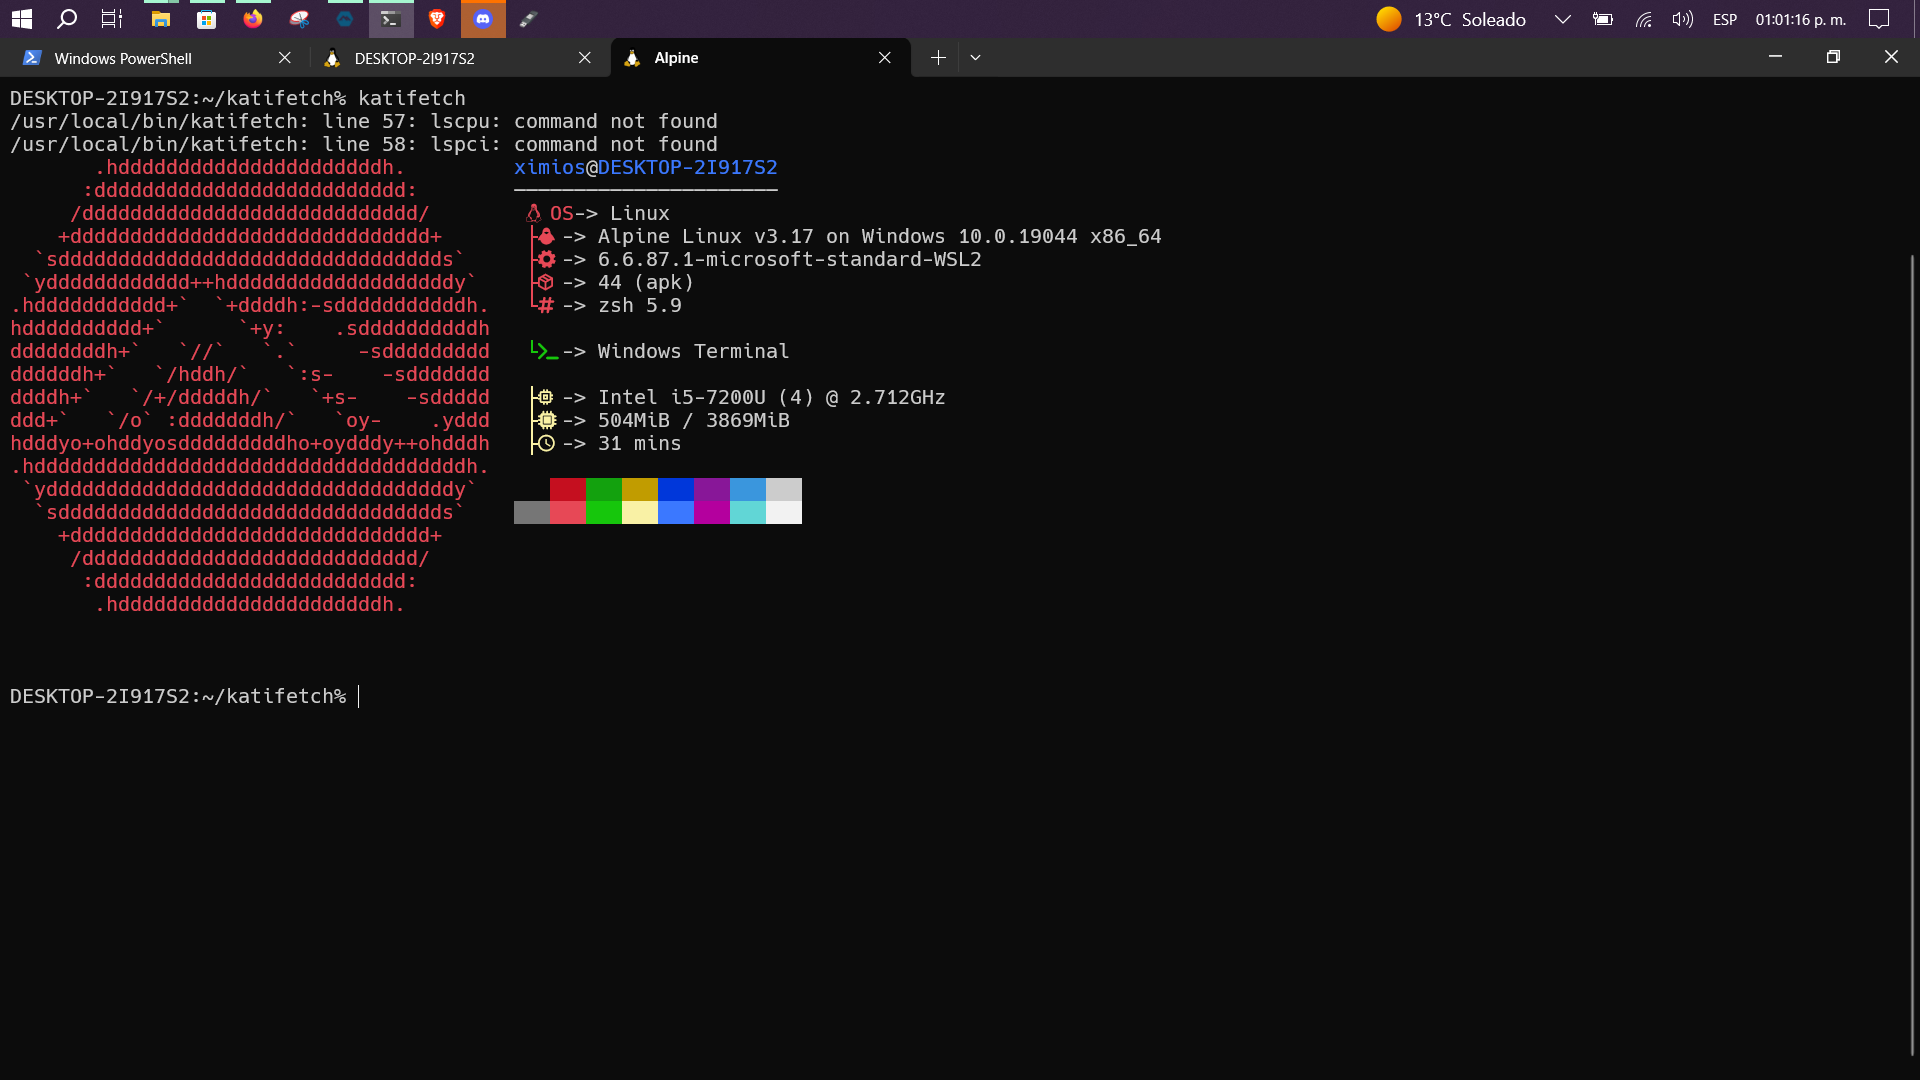 13°C Soleado
ESP
01:01:16 p. m.
Windows PowerShell
DESKTOP-2I917S2
Alpine
DESKTOP-2I917S2:~/katifetch% katifetch
/usr/local/bin/katifetch: line 57: lscpu: command not found
/usr/local/bin/katifetch: line 58: lspci: command not found
.hddddddddddddddddddddddh.
ximios@DESKTOP-2I917S2
:dddddddddddddddddddddddddd:
──────────────────────
/dddddddddddddddddddddddddddd/
OS-> Linux
+dddddddddddddddddddddddddddddd+
-> Alpine Linux v3.17 on Windows 10.0.19044 x86_64
`sdddddddddddddddddddddddddddddddds`
-> 6.6.87.1-microsoft-standard-WSL2
`ydddddddddddd++hdddddddddddddddddddy`
-> 44 (apk)
.hddddddddddd+`  `+ddddh:-sdddddddddddh.
# -> zsh 5.9
hdddddddddd+`      `+y:    .sddddddddddh
ddddddddh+`   `//`   `.`     -sddddddddd
>_ -> Windows Terminal
ddddddh+`   `/hddh/`   `:s-    -sddddddd
ddddh+`   `/+/dddddh/`   `+s-    -sddddd
-> Intel i5-7200U (4) @ 2.712GHz
ddd+`   `/o` :dddddddh/`   `oy-    .yddd
-> 504MiB / 3869MiB
hdddyo+ohddyosdddddddddho+oydddy++ohdddh
-> 31 mins
.hddddddddddddddddddddddddddddddddddddh.
`yddddddddddddddddddddddddddddddddddy`
`sdddddddddddddddddddddddddddddddds`
+dddddddddddddddddddddddddddddd+
/dddddddddddddddddddddddddddd/
:dddddddddddddddddddddddddd:
.hddddddddddddddddddddddh.
DESKTOP-2I917S2:~/katifetch%